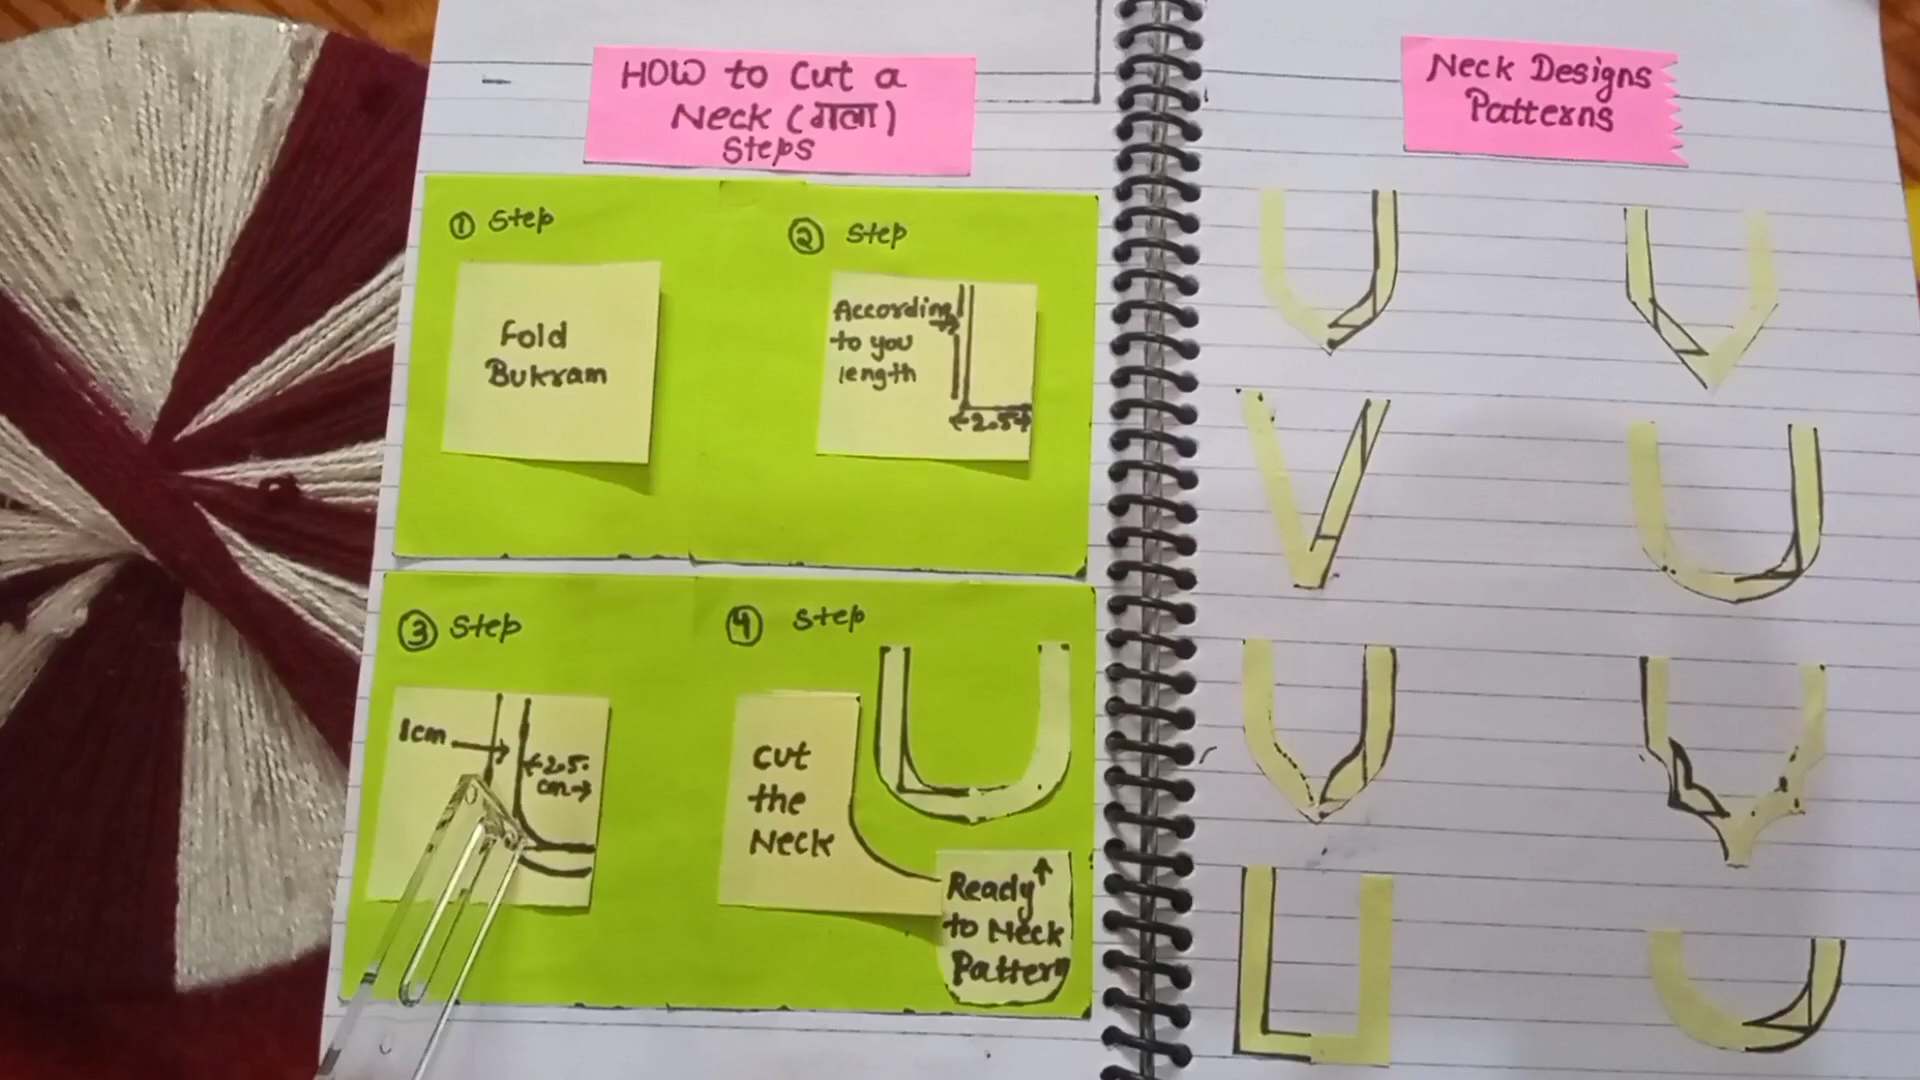 HOW to Cut a
Neck (गला)
Steps
① Step
Fold
Bukram
② Step
According
to you
length
2.5
③ Step
1cm
2.5
cm
④ Step
Cut
the
Neck
Ready
to Neck
Pattern
Neck Designs
Patterns